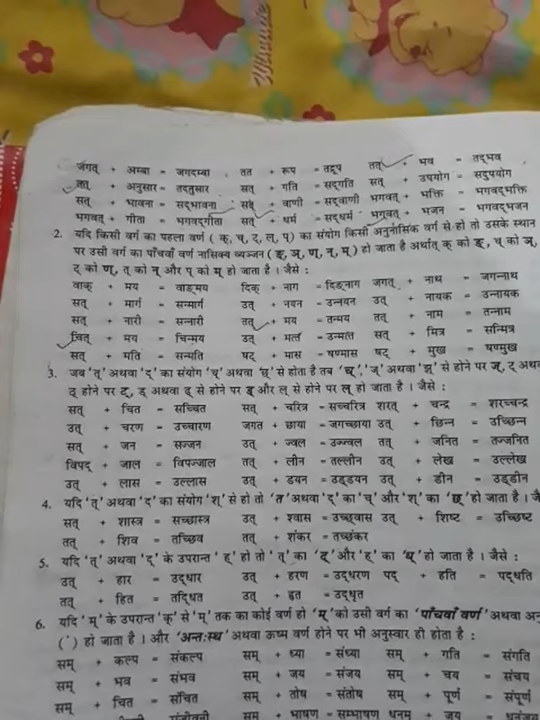 जगत् + अम्बा = जगदम्बा तत + रूप = तद्रूप तत् भव = तद्भव
तत् + अनुसार = तदनुसार सत् + गति = सद्गति सत् + उपयोग = सदुपयोग
सत् + भावना = सद्भावना सत् + वाणी = सद्वाणी भगवत् + भक्ति = भगवद्भक्ति
भगवत् + गीता = भगवद्गीता सत् + धर्म = सद्धर्म भगवत् + भजन = भगवद्भजन
2. यदि किसी वर्ग का पहला वर्ण ( क्, च्, द्, ल्, प्) का संयोग किसी अनुनासिक वर्ग से हो तो उसके स्थान
पर उसी वर्ग का पाँचवाँ वर्ण नासिक्य व्यञ्जन ( ङ्, ञ्, ण्, न्, म् ) हो जाता है अर्थात् क् को ङ्, च् को ञ्,
द् को ण्, त् को न् और प् को म् हो जाता है । जैसे :
वाक् + मय = वाङ्मय दिक् + नाग = दिङ्नाग जगत् + नाथ = जगन्नाथ
सत् + मार्ग = सन्मार्ग उत् + नयन = उन्नयन उत् + नायक = उन्नायक
सत् + नारी = सन्नारी तत् + मय = तन्मय तत् + नाम = तन्नाम
चित् + मय = चिन्मय उत् + मत्त = उन्मत्त सत् + मित्र = सन्मित्र
सत् + मति = सन्मति षट् + मास = षण्मास षट् + मुख = षण्मुख
3. जब 'त्' अथवा 'द्' का संयोग 'च्' अथवा 'छ्' से होता है तब 'च्', 'ज्' अथवा 'झ्' से होने पर ज्, द् अथ
द् होने पर ट्, ड् अथवा ढ् से होने पर ड् और ल् से होने पर ल् हो जाता है । जैसे :
सत् + चित = सच्चित सत् + चरित्र = सच्चरित्र शरत् + चन्द्र = शरच्चन्द्र
उत् + चरण = उच्चारण जगत + छाया = जगच्छाया उत् + छिन्न = उच्छिन्न
सत् + जन = सज्जन उत् + ज्वल = उज्ज्वल तत् + जनित = तज्जनित
विपद् + जाल = विपज्जाल तत् + लीन = तल्लीन उत् + लेख = उल्लेख
उत् + लास = उल्लास उत् + डयन = उड्डयन उत् + डीन = उड्डीन
4. यदि 'त्' अथवा 'द' का संयोग 'श्' से हो तो 'त' अथवा 'द्' का 'च्' और 'श्' का 'छ्' हो जाता है । जै
सत् + शास्त्र = सच्छास्त्र उत् + श्वास = उच्छ्वास उत् + शिष्ट = उच्छिष्ट
तत् + शिव = तच्छिव तत् + शंकर = तच्छंकर
5. यदि 'त्' अथवा 'द्' के उपरान्त ' ह्' हो तो 'त्' का 'द्' और 'ह्' का 'ध्' हो जाता है । जैसे :
उत् + हार = उद्धार उत् + हरण = उद्धरण पद् + हति = पद्धति
तत् + हित = तद्धित उत् + हृत = उद्धृत
6. यदि 'म्' के उपरान्त 'क्' से 'म्' तक का कोई वर्ण हो 'म्' को उसी वर्ग का 'पाँचवाँ वर्ण' अथवा अनु
(ं) हो जाता है । और 'अन्तःस्थ' अथवा ऊष्म वर्ण होने पर भी अनुस्वार ही होता है :
सम् + कल्प = संकल्प सम् + ध्या = संध्या सम् + गति = संगति
सम् + भव = संभव सम् + जय = संजय सम् + चय = संचय
सम् + चित = संचित सम् + तोष = संतोष सम् + पूर्ण = संपूर्ण
संजीवनी सम् + भाषण = सम्भाषण धनम् + जय